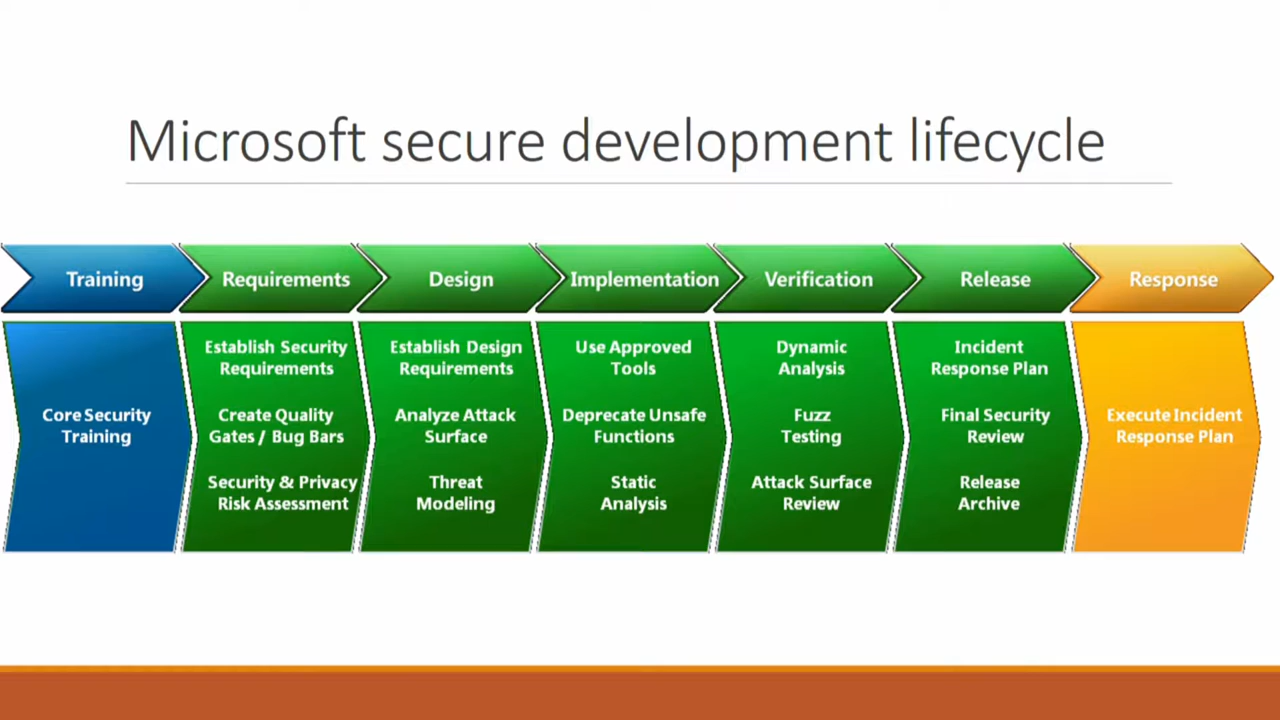 Microsoft secure development lifecycle
Training
Requirements
Design
Implementation
Verification
Release
Response
Core Security
Training
Establish Security
Requirements
Create Quality
Gates / Bug Bars
Security & Privacy
Risk Assessment
Establish Design
Requirements
Analyze Attack
Surface
Threat
Modeling
Use Approved
Tools
Deprecate Unsafe
Functions
Static
Analysis
Dynamic
Analysis
Fuzz
Testing
Attack Surface
Review
Incident
Response Plan
Final Security
Review
Release
Archive
Execute Incident
Response Plan